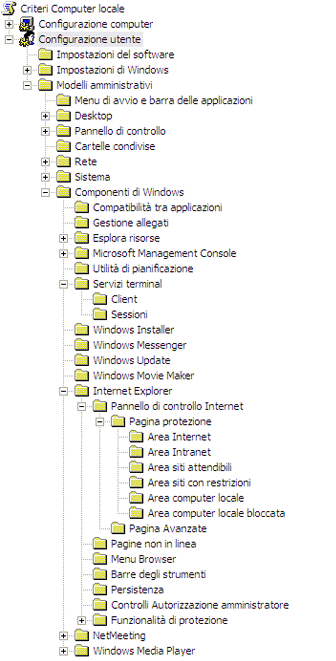 Criteri Computer locale
Configurazione computer
Configurazione utente
Impostazioni del software
Impostazioni di Windows
Modelli amministrativi
Menu di avvio e barra delle applicazioni
Desktop
Pannello di controllo
Cartelle condivise
Rete
Sistema
Componenti di Windows
Compatibilità tra applicazioni
Gestione allegati
Esplora risorse
Microsoft Management Console
Utilità di pianificazione
Servizi terminal
Client
Sessioni
Windows Installer
Windows Messenger
Windows Update
Windows Movie Maker
Internet Explorer
Pannello di controllo Internet
Pagina protezione
Area Internet
Area Intranet
Area siti attendibili
Area siti con restrizioni
Area computer locale
Area computer locale bloccata
Pagina Avanzate
Pagine non in linea
Menu Browser
Barre degli strumenti
Persistenza
Controlli Autorizzazione amministratore
Funzionalità di protezione
NetMeeting
Windows Media Player